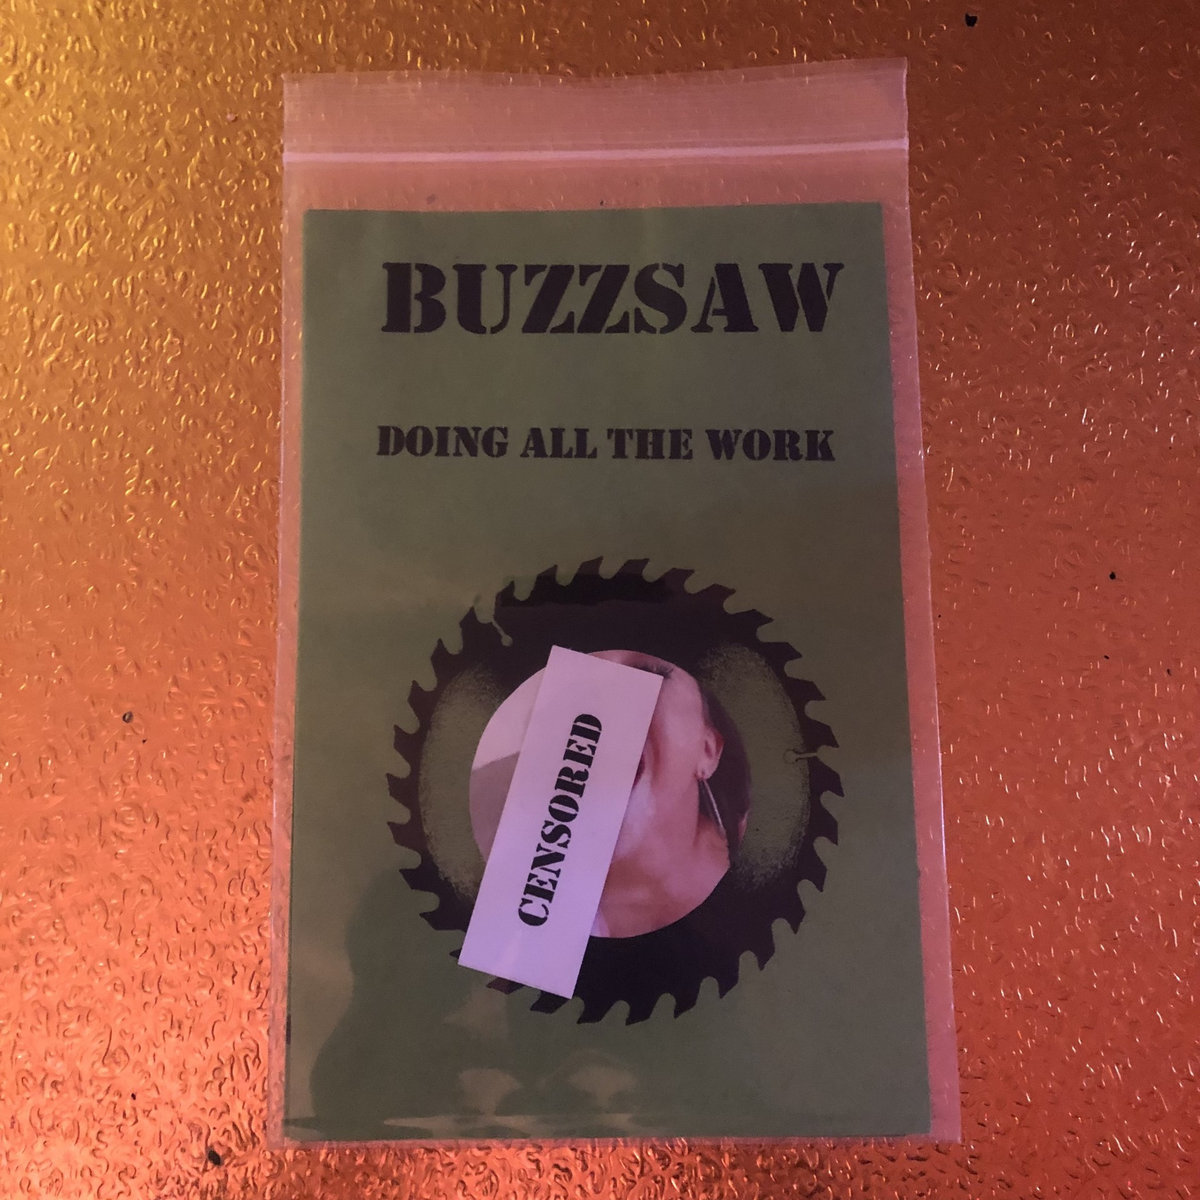 BUZZSAW
DOING ALL THE WORK
CENSORED